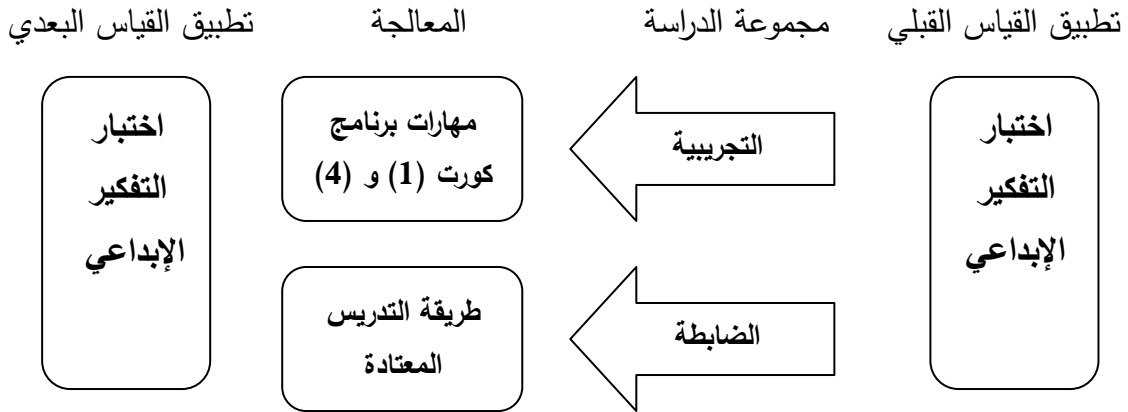 تطبيق القياس القبلي
مجموعة الدراسة
المعالجة
تطبيق القياس البعدي
اختبار
التفكير
الإبداعي
التجريبية
مهارات برنامج
كورت (1) و (4)
اختبار
التفكير
الإبداعي
الضابطة
طريقة التدريس
المعتادة